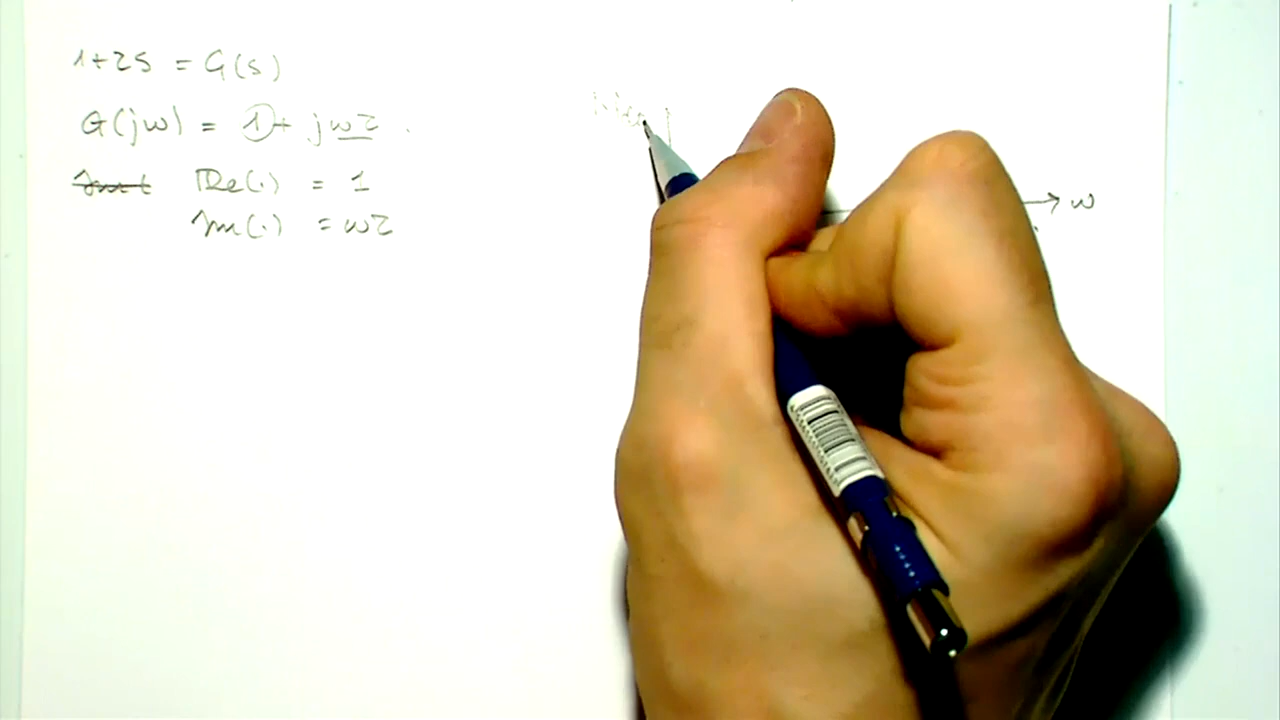 1+τs = G(s)
G(jω) = 1 + jωτ .
Re(.) = 1
Im(.) = ωτ
ω